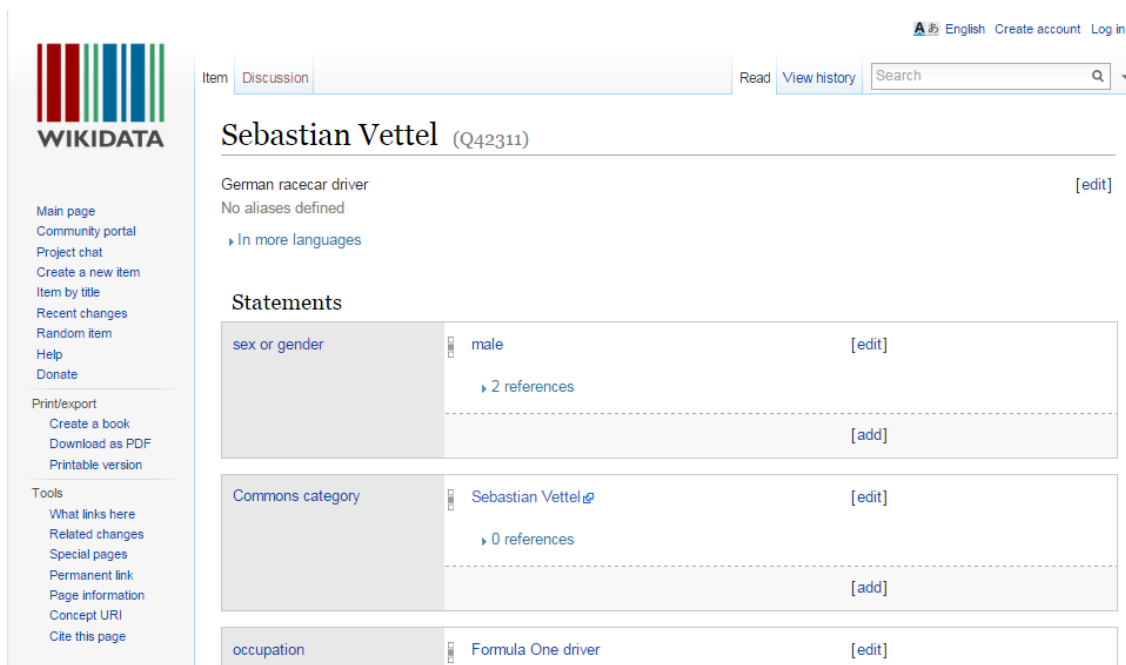 Aあ English Create account Log in
WIKIDATA
Item Discussion
Read View history Search
Sebastian Vettel (Q42311)
German racecar driver [edit]
No aliases defined
In more languages
Main page
Community portal
Project chat
Create a new item
Item by title
Recent changes
Random item
Help
Donate
Print/export
Create a book
Download as PDF
Printable version
Tools
What links here
Related changes
Special pages
Permanent link
Page information
Concept URI
Cite this page
Statements
sex or gender male [edit]
2 references
[add]
Commons category Sebastian Vettel [edit]
0 references
[add]
occupation Formula One driver [edit]